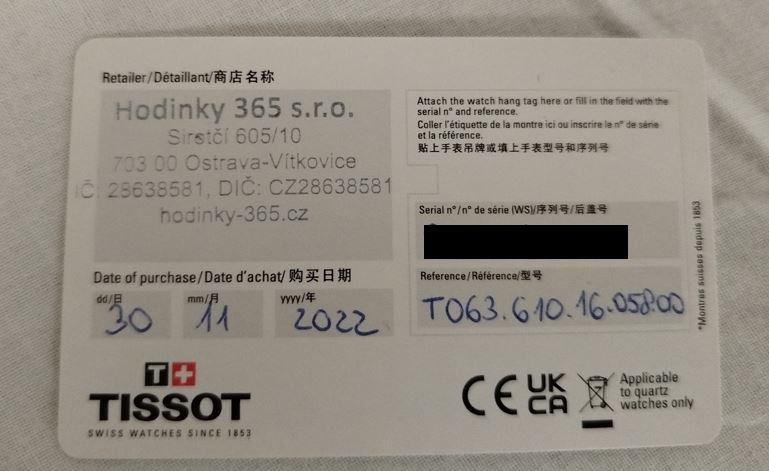 Retailer/Détaillant/商店名称
Hodinky 365 s.r.o.
Sirotčí 605/10
703 00 Ostrava-Vítkovice
IČ: 28638581, DIČ: CZ28638581
hodinky-365.cz
Date of purchase/Date d'achat/购买日期
dd/日 mm/月 yyyy/年
30 11 2022
T+
TISSOT
SWISS WATCHES SINCE 1853
Attach the watch hang tag here or fill in the field with the
serial n° and reference.
Coller l'étiquette de la montre ici ou inscrire le n° de série
et la référence.
贴上手表吊牌或填上手表型号和序列号
Serial n°/n° de série (WS)/序列号/后盖号
Reference/Référence/型号
T063.610.16.058.00
*Montres suisses depuis 1853
CE UK
CA
Applicable
to quartz
watches only